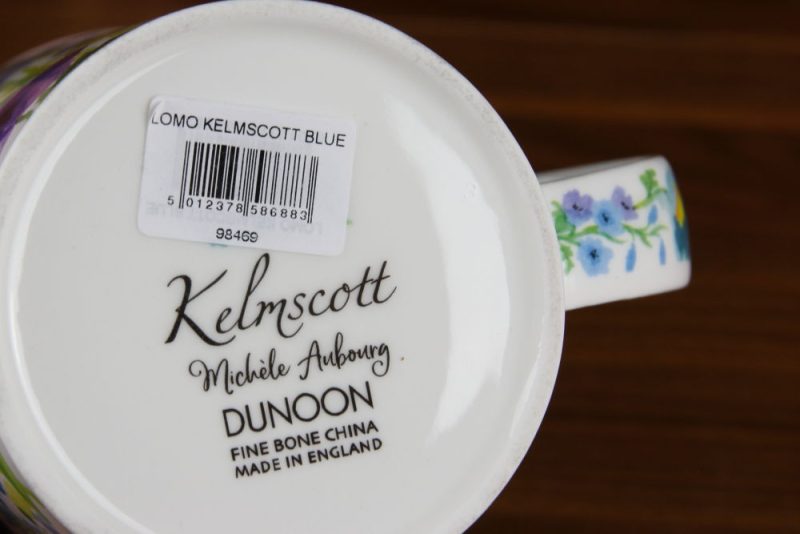 LOMO KELMSCOTT BLUE
5 012378 586883
98469
Kelmscott
Michèle Aubourg
DUNOON
FINE BONE CHINA
MADE IN ENGLAND